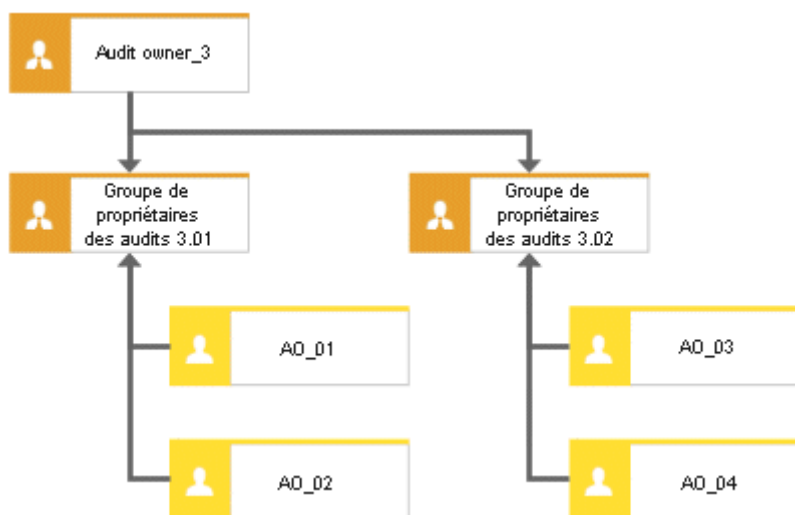 Audit owner_3
Groupe de
propriétaires
des audits 3.01
Groupe de
propriétaires
des audits 3.02
AO_01
AO_03
AO_02
AO_04